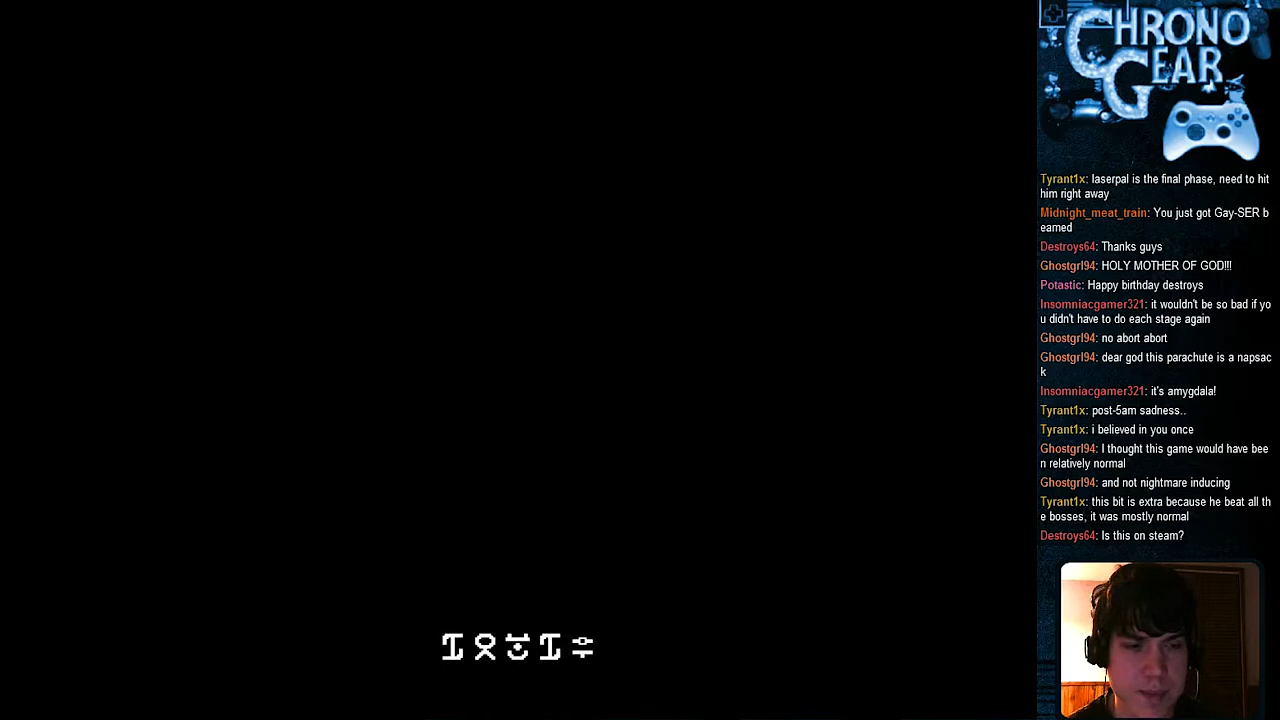 CHRONO
GEAR
Tyrant1x: laserpal is the final phase, need to hit
him right away
Midnight_meat_train: You just got Gay-SER b
eamed
Destroys64: Thanks guys
Ghostgrl94: HOLY MOTHER OF GOD!!!
Potastic: Happy birthday destroys
Insomniacgamer321: it wouldn't be so bad if yo
u didn't have to do each stage again
Ghostgrl94: no abort abort
Ghostgrl94: dear god this parachute is a napsac
k
Insomniacgamer321: it's amygdala!
Tyrant1x: post-5am sadness..
Tyrant1x: i believed in you once
Ghostgrl94: I thought this game would have bee
n relatively normal
Ghostgrl94: and not nightmare inducing
Tyrant1x: this bit is extra because he beat all th
e bosses, it was mostly normal
Destroys64: Is this on steam?